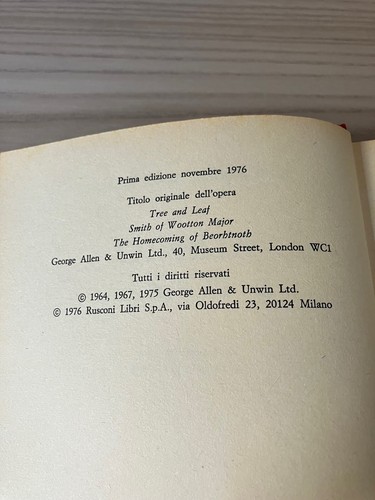 Prima edizione novembre 1976
Titolo originale dell'opera
Tree and Leaf
Smith of Wootton Major
The Homecoming of Beorhtnoth
George Allen & Unwin Ltd., 40, Museum Street, London WC1
Tutti i diritti riservati
© 1964, 1967, 1975 George Allen & Unwin Ltd.
© 1976 Rusconi Libri S.p.A., via Oldofredi 23, 20124 Milano